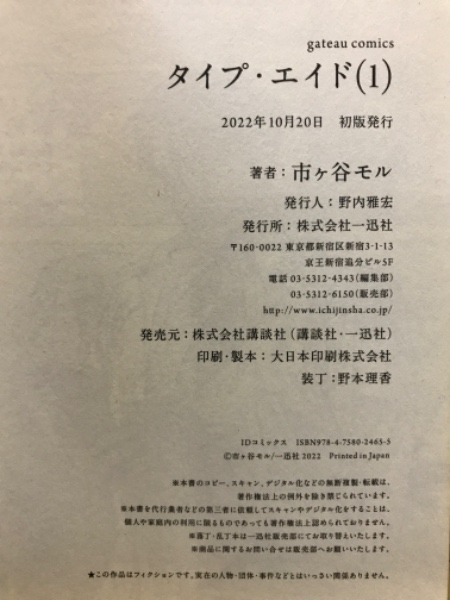 gateau comics
タイプ・エイド(1)
2022年10月20日 初版発行
著者：市ヶ谷モル
発行人：野内雅宏
発行所：株式会社一迅社
〒160-0022 東京都新宿区新宿3-1-13
京王新宿追分ビル5F
電話 03-5312-4343(編集部)
03-5312-6150(販売部)
http://www.ichijinsha.co.jp/
発売元：株式会社講談社(講談社・一迅社)
印刷・製本：大日本印刷株式会社
装丁：野本理香
IDコミックス ISBN978-4-7580-2465-5
©市ヶ谷モル/一迅社 2022 Printed in Japan
※本書のコピー、スキャン、デジタル化などの無断複製・転載は、
著作権法上の例外を除き禁じられています。
※本書を代行業者などの第三者に依頼してスキャンやデジタル化をすることは、
個人や家庭内の利用に限るものであっても著作権法上認められておりません。
※落丁・乱丁本は一迅社販売部にてお取り替えいたします。
※商品に関するお問い合せは販売部へお願いいたします。
★この作品はフィクションです。実在の人物・団体・事件などとはいっさい関係ありません。